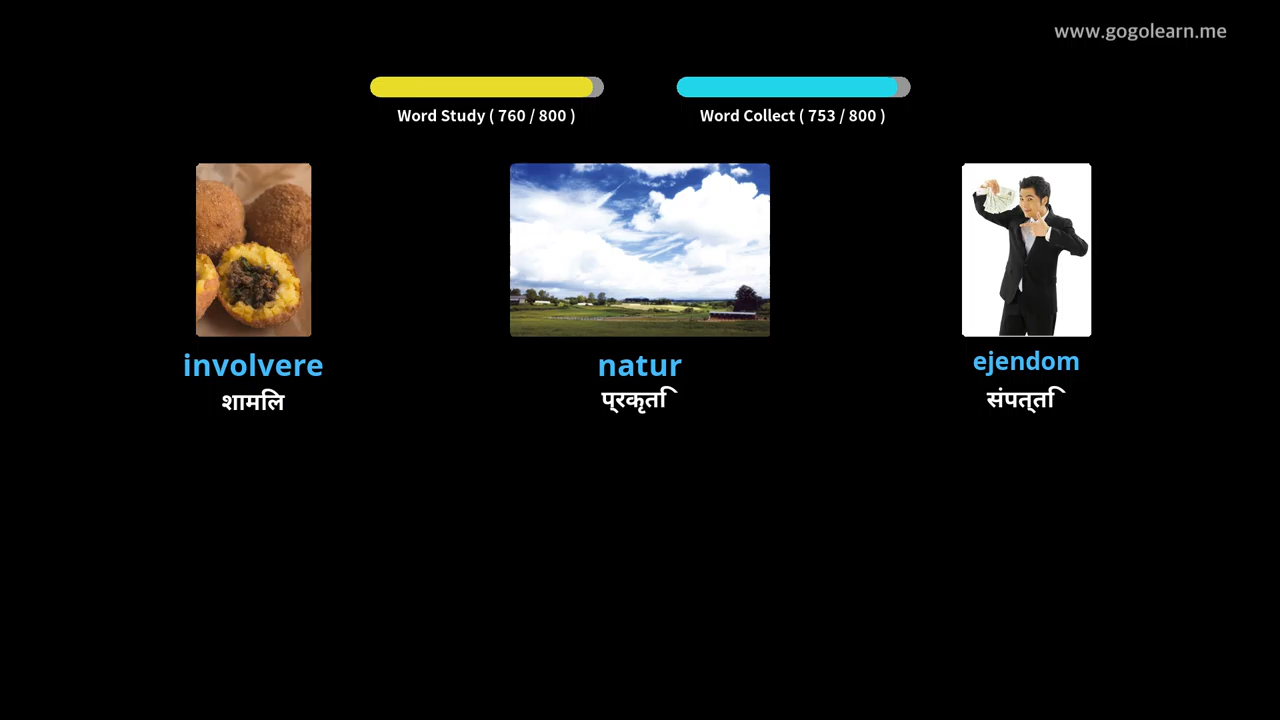 www.gogolearn.me
Word Study ( 760 / 800 )
Word Collect ( 753 / 800 )
involvere
natur
ejendom
शामिल
प्रकृति
संपत्ति